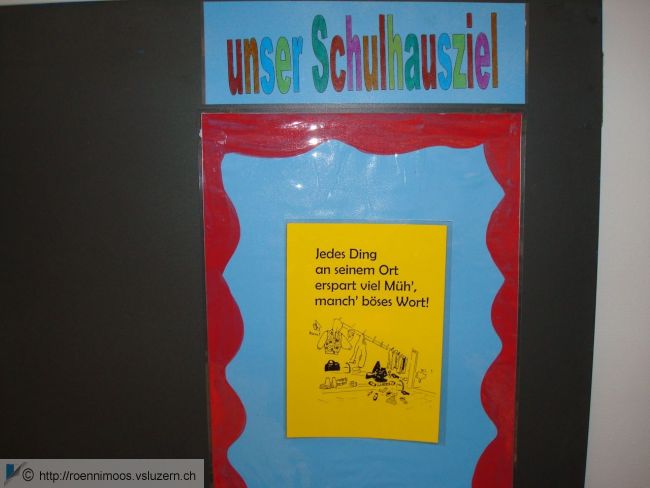 unser Schulhausziel
Jedes Ding
an seinem Ort
erspart viel Müh',
manch' böses Wort!
© http://roennimoos.vsluzern.ch